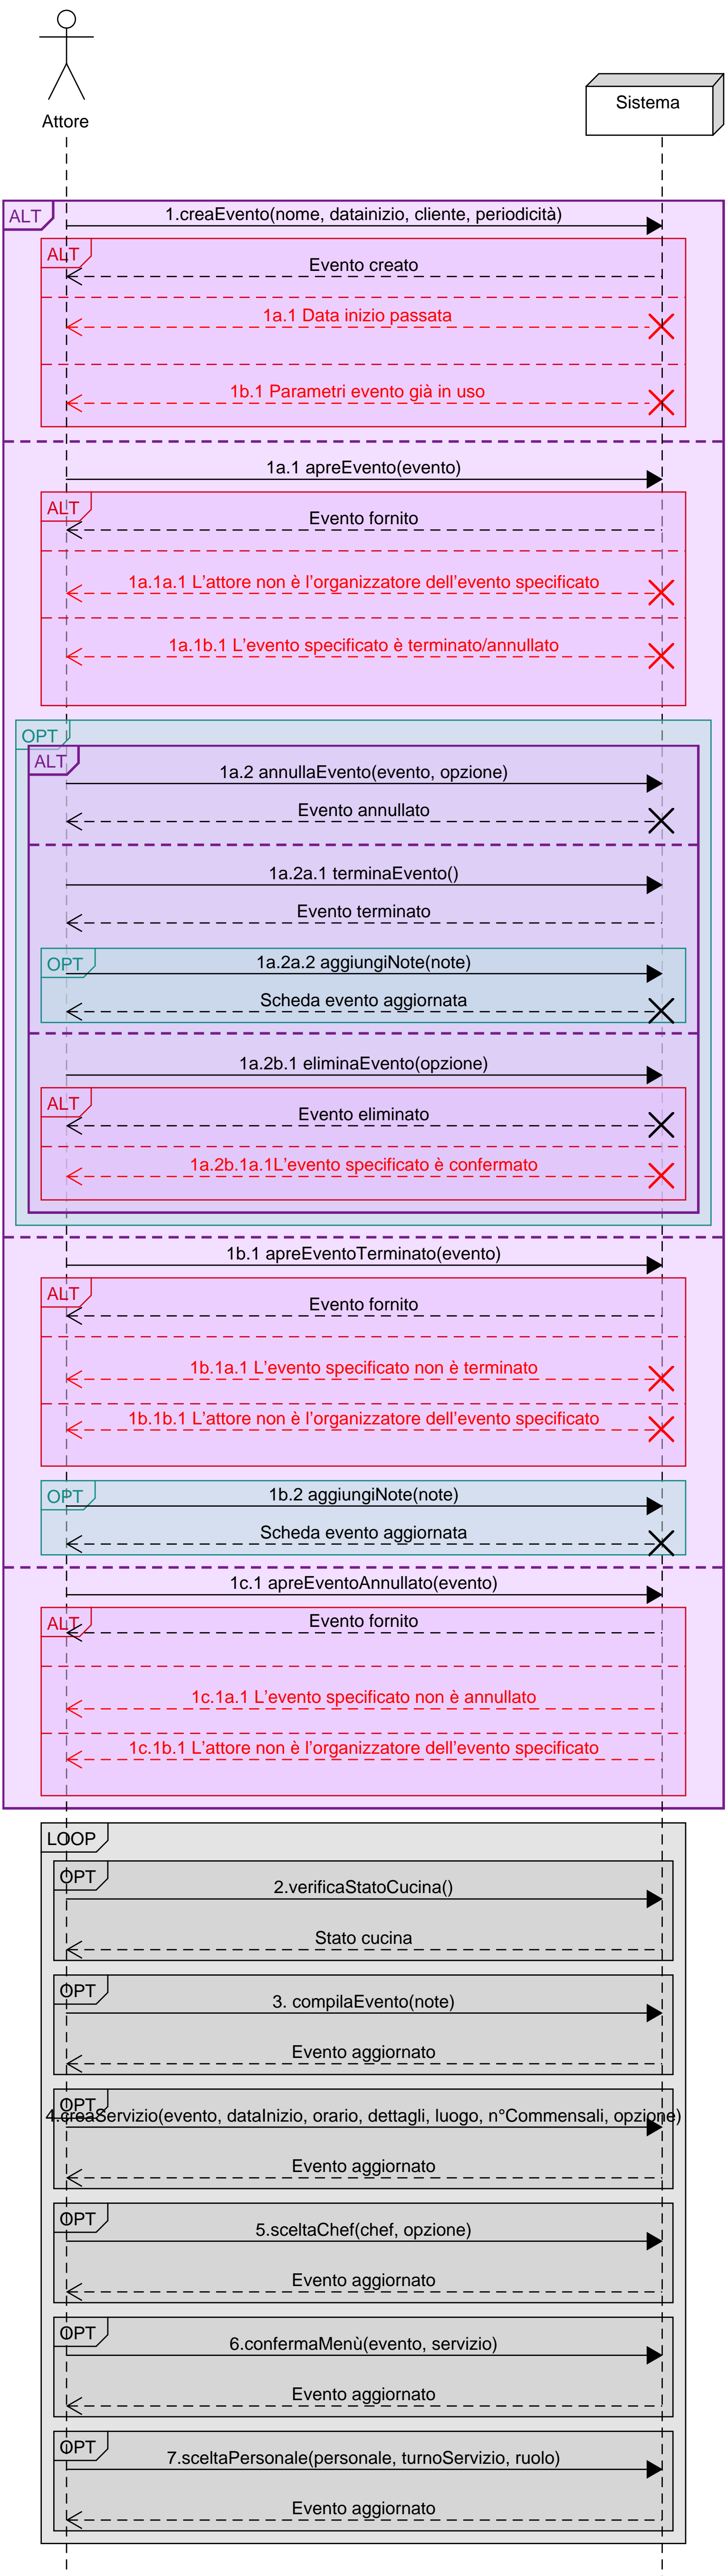 Attore
Sistema
ALT
1.creaEvento(nome, datainizio, cliente, periodicità)
ALT
Evento creato
1a.1 Data inizio passata
1b.1 Parametri evento già in uso
1a.1 apreEvento(evento)
ALT
Evento fornito
1a.1a.1 L'attore non è l'organizzatore dell'evento specificato
1a.1b.1 L'evento specificato è terminato/annullato
OPT
ALT
1a.2 annullaEvento(evento, opzione)
Evento annullato
1a.2a.1 terminaEvento()
Evento terminato
OPT
1a.2a.2 aggiungiNote(note)
Scheda evento aggiornata
1a.2b.1 eliminaEvento(opzione)
ALT
Evento eliminato
1a.2b.1a.1L'evento specificato è confermato
1b.1 apreEventoTerminato(evento)
ALT
Evento fornito
1b.1a.1 L'evento specificato non è terminato
1b.1b.1 L'attore non è l'organizzatore dell'evento specificato
OPT
1b.2 aggiungiNote(note)
Scheda evento aggiornata
1c.1 apreEventoAnnullato(evento)
ALT
Evento fornito
1c.1a.1 L'evento specificato non è annullato
1c.1b.1 L'attore non è l'organizzatore dell'evento specificato
LOOP
OPT
2.verificaStatoCucina()
Stato cucina
OPT
3. compilaEvento(note)
Evento aggiornato
OPT
4.creaServizio(evento, dataInizio, orario, dettagli, luogo, n°Commensali, opzione)
Evento aggiornato
OPT
5.sceltaChef(chef, opzione)
Evento aggiornato
OPT
6.confermaMenù(evento, servizio)
Evento aggiornato
OPT
7.sceltaPersonale(personale, turnoServizio, ruolo)
Evento aggiornato